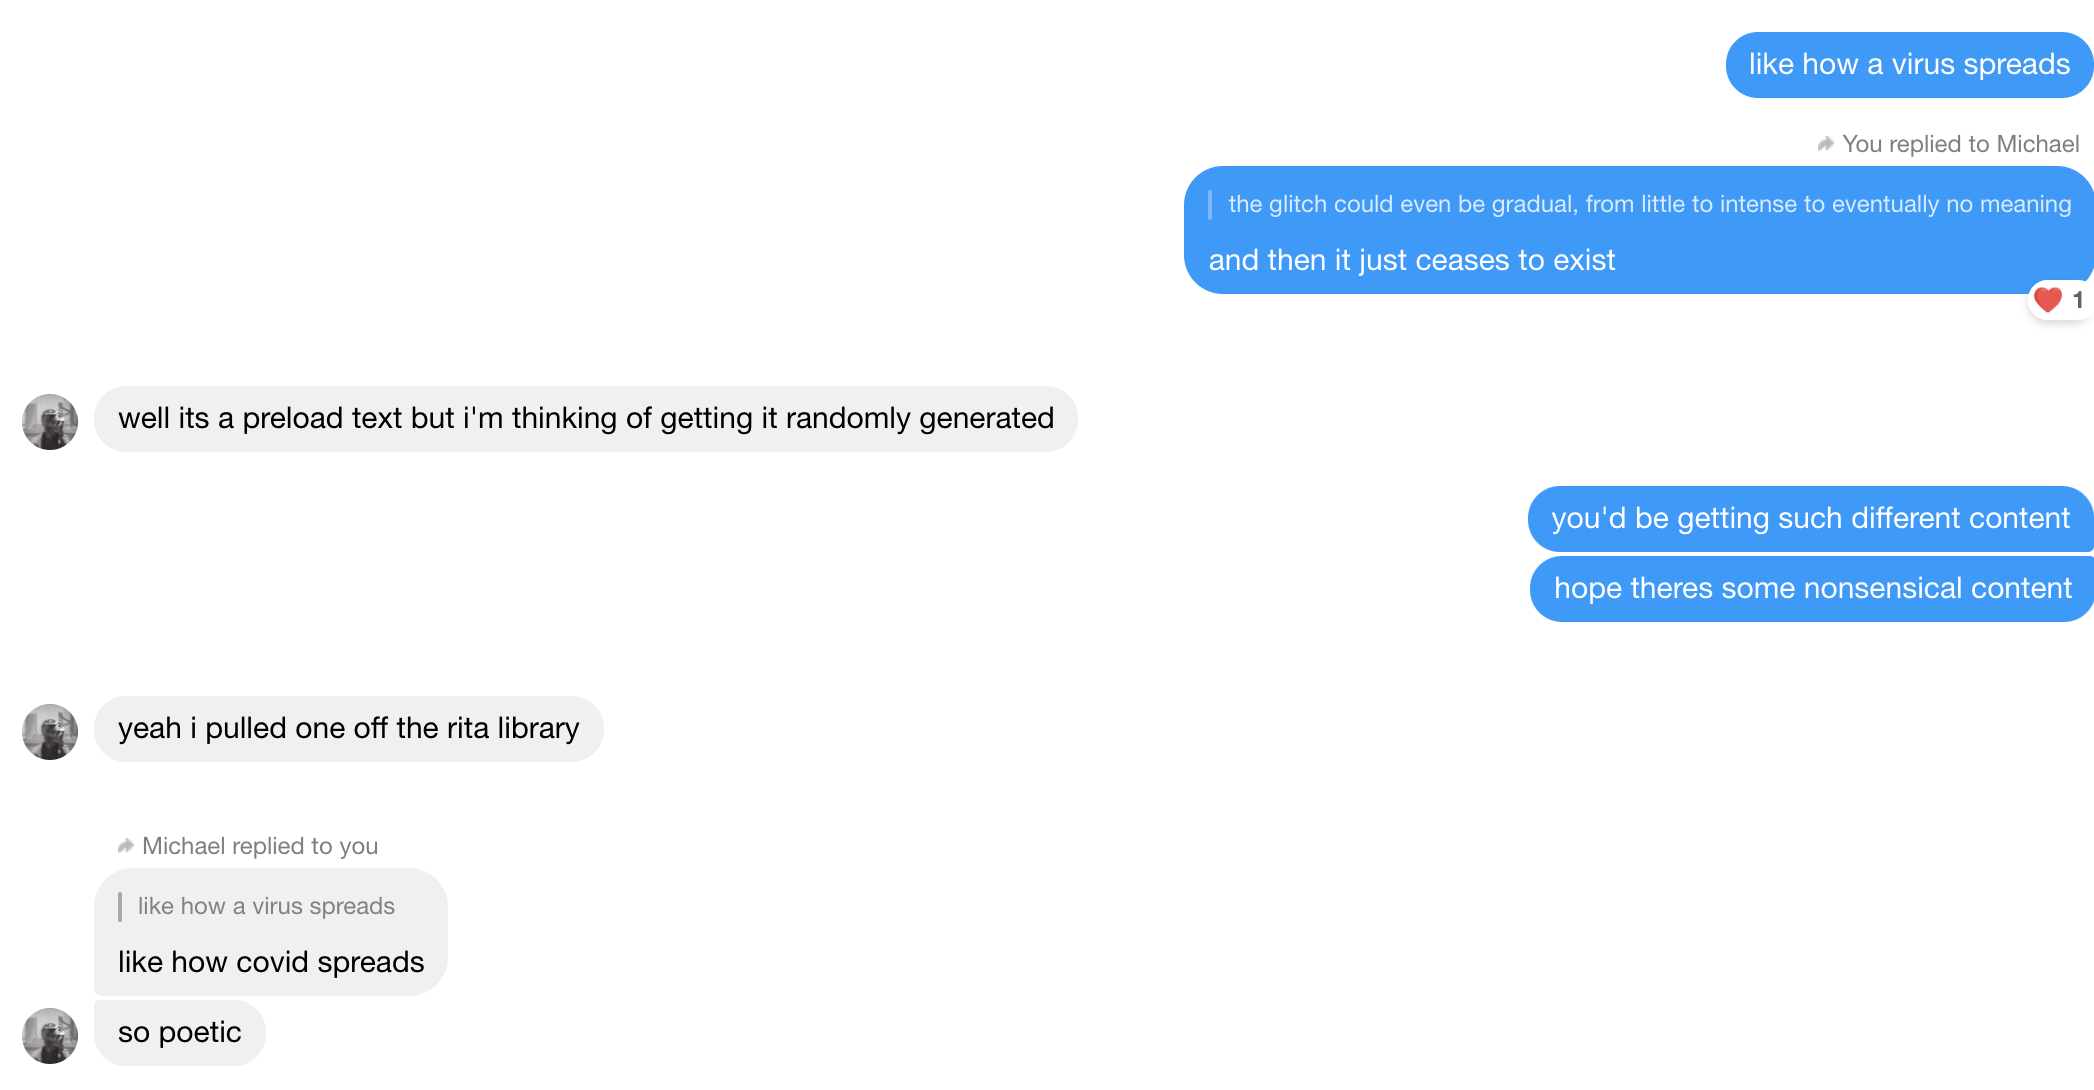 like how a virus spreads
You replied to Michael
the glitch could even be gradual, from little to intense to eventually no meaning
and then it just ceases to exist
1
well its a preload text but i'm thinking of getting it randomly generated
you'd be getting such different content
hope theres some nonsensical content
yeah i pulled one off the rita library
Michael replied to you
like how a virus spreads
like how covid spreads
so poetic